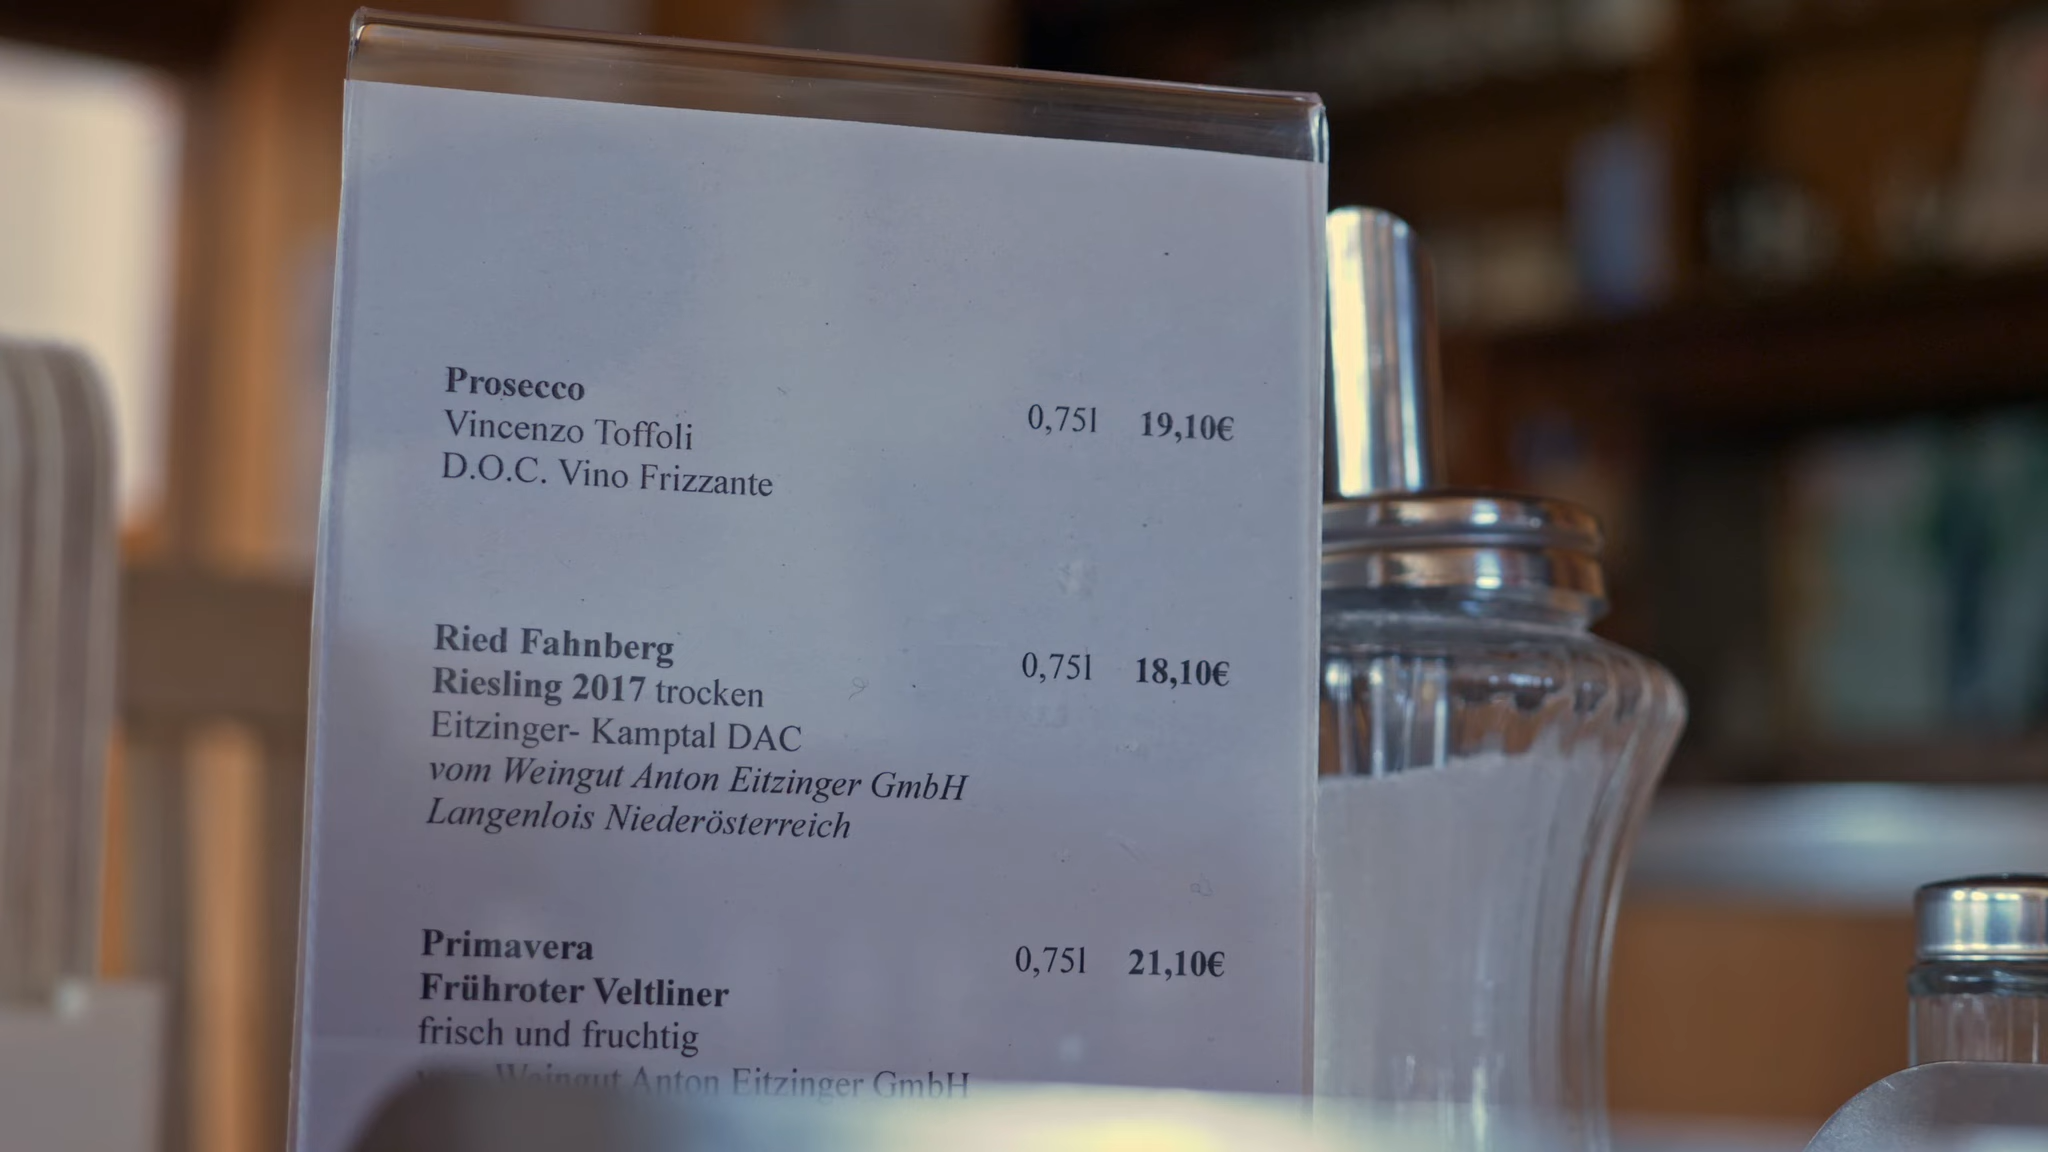 Prosecco
Vincenzo Toffoli 0,75l 19,10€
D.O.C. Vino Frizzante
Ried Fahnberg
Riesling 2017 trocken 0,75l 18,10€
Eitzinger- Kamptal DAC
vom Weingut Anton Eitzinger GmbH
Langenlois Niederösterreich
Primavera 0,75l 21,10€
Frühroter Veltliner
frisch und fruchtig
Weingut Anton Eitzinger GmbH